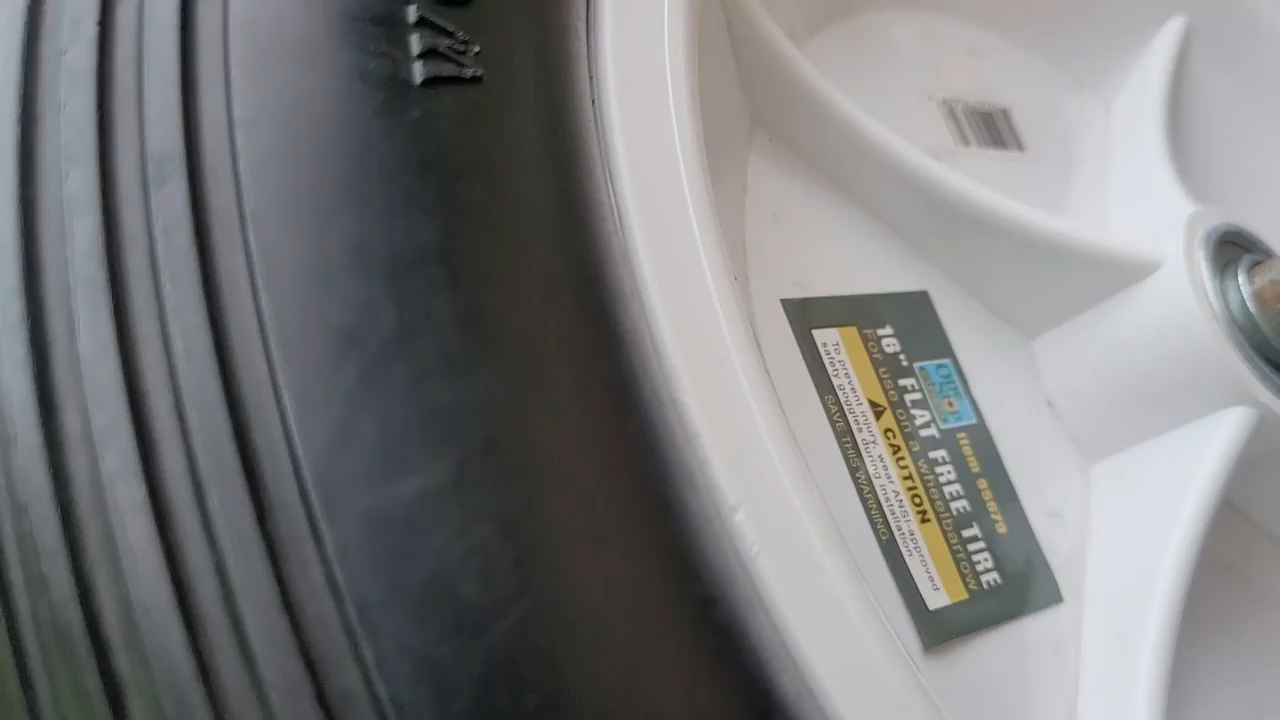 Item 95679
16" FLAT FREE TIRE
For use on a wheelbarrow
CAUTION
To prevent injury, wear ANSI-approved
safety goggles during installation.
SAVE THIS WARNING.